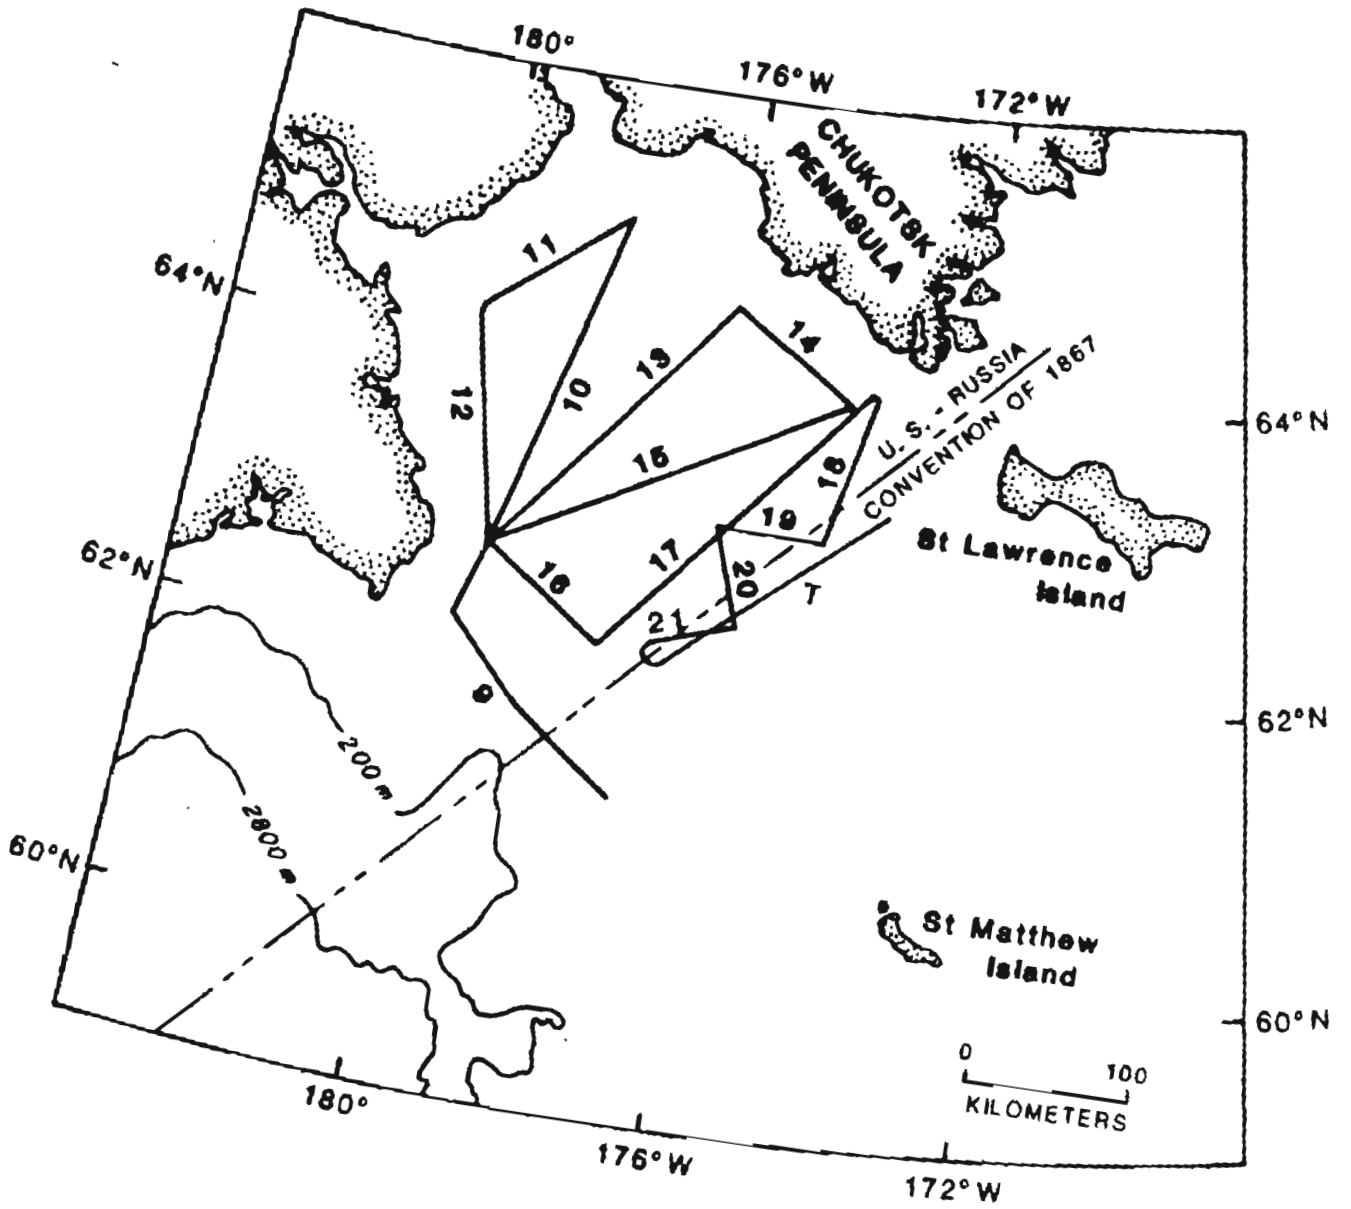 180°
176° W
172° W
CHUKOTSK
PENINSULA
64°N
11
14
13
10
12
U. S. - RUSSIA
CONVENTION OF 1867
64°N
15
18
19
St Lawrence
Island
62°N
16
17
20
T
21
9
62°N
200 m
2800 m
60°N
St Matthew
Island
60°N
0
100
KILOMETERS
180°
176° W
172° W